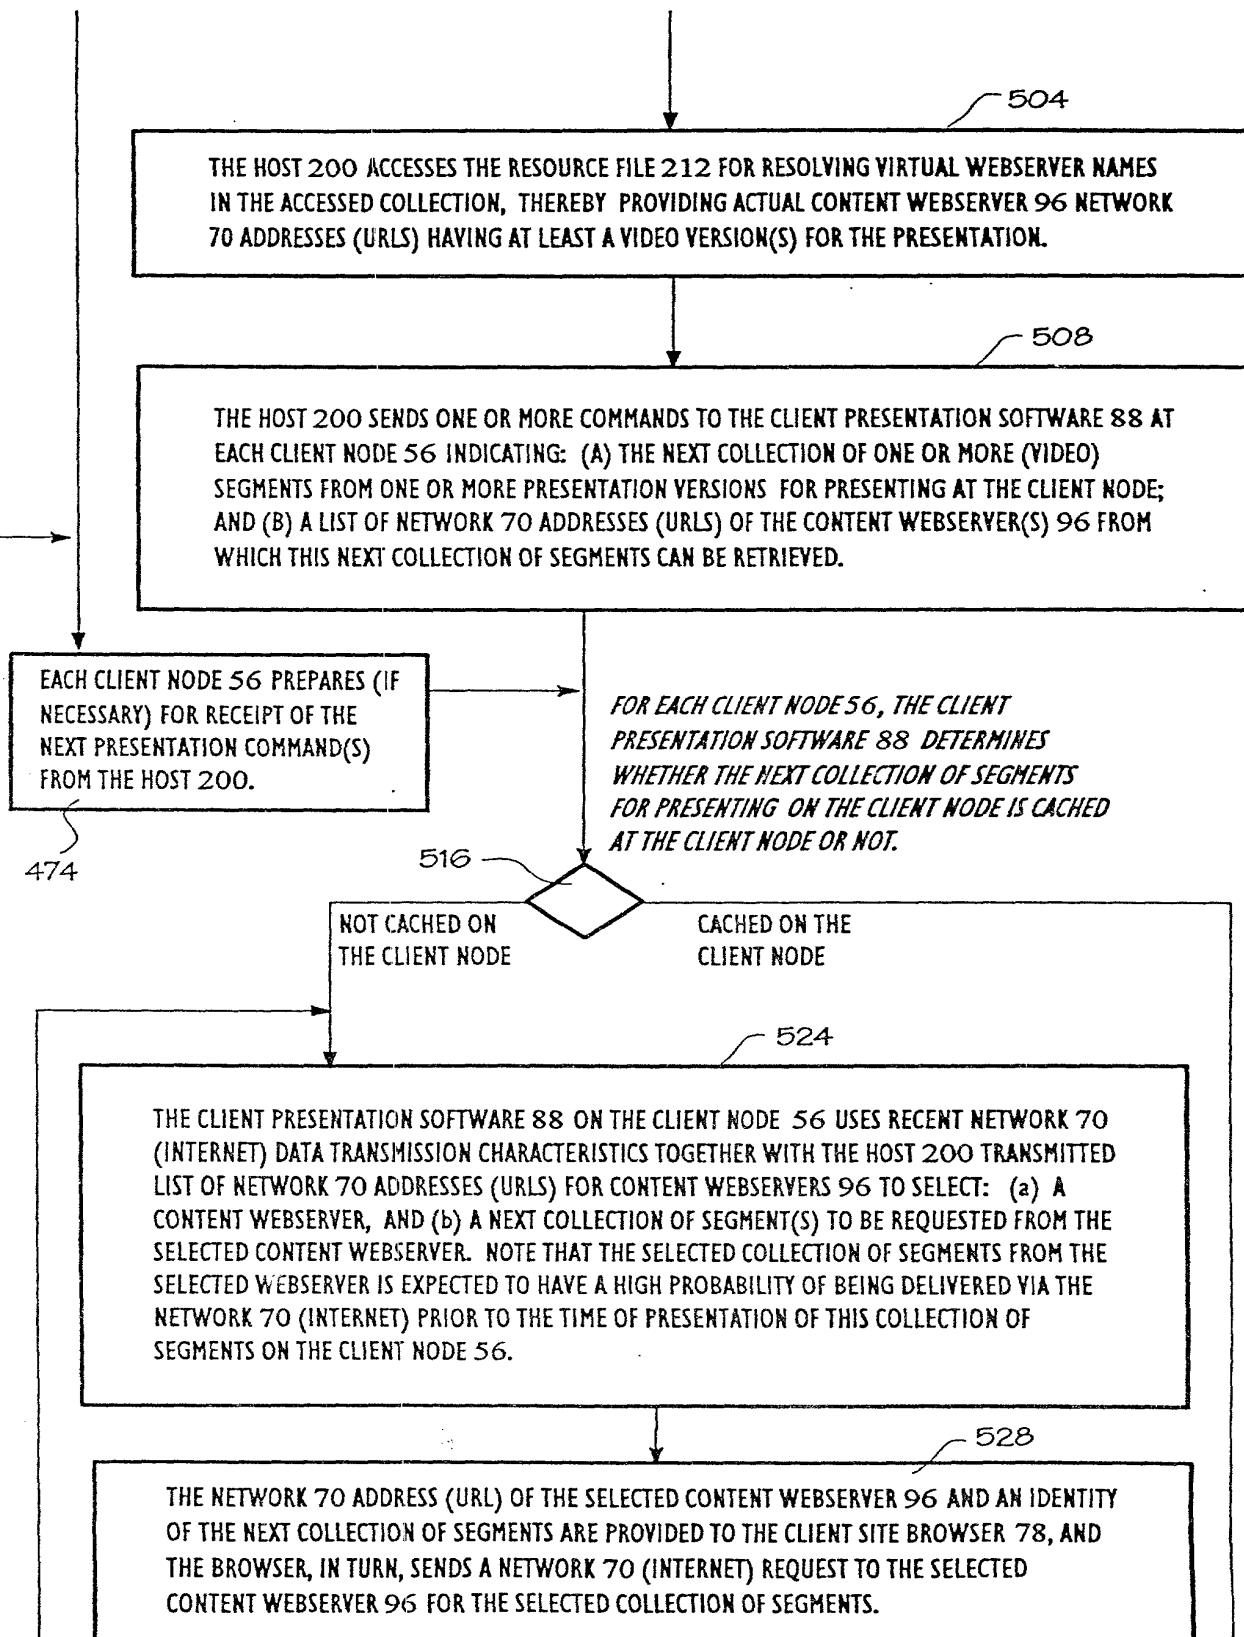 504
THE HOST 200 ACCESSES THE RESOURCE FILE 212 FOR RESOLVING VIRTUAL WEBSERVER NAMES
IN THE ACCESSED COLLECTION, THEREBY PROVIDING ACTUAL CONTENT WEBSERVER 96 NETWORK
70 ADDRESSES (URLS) HAVING AT LEAST A VIDEO VERSION(S) FOR THE PRESENTATION.
508
THE HOST 200 SENDS ONE OR MORE COMMANDS TO THE CLIENT PRESENTATION SOFTWARE 88 AT
EACH CLIENT NODE 56 INDICATING: (A) THE NEXT COLLECTION OF ONE OR MORE (VIDEO)
SEGMENTS FROM ONE OR MORE PRESENTATION VERSIONS FOR PRESENTING AT THE CLIENT NODE;
AND (B) A LIST OF NETWORK 70 ADDRESSES (URLS) OF THE CONTENT WEBSERVER(S) 96 FROM
WHICH THIS NEXT COLLECTION OF SEGMENTS CAN BE RETRIEVED.
EACH CLIENT NODE 56 PREPARES (IF
NECESSARY) FOR RECEIPT OF THE
NEXT PRESENTATION COMMAND(S)
FROM THE HOST 200.
474
FOR EACH CLIENT NODE 56, THE CLIENT
PRESENTATION SOFTWARE 88 DETERMINES
WHETHER THE NEXT COLLECTION OF SEGMENTS
FOR PRESENTING ON THE CLIENT NODE IS CACHED
AT THE CLIENT NODE OR NOT.
516
NOT CACHED ON
THE CLIENT NODE
CACHED ON THE
CLIENT NODE
524
THE CLIENT PRESENTATION SOFTWARE 88 ON THE CLIENT NODE 56 USES RECENT NETWORK 70
(INTERNET) DATA TRANSMISSION CHARACTERISTICS TOGETHER WITH THE HOST 200 TRANSMITTED
LIST OF NETWORK 70 ADDRESSES (URLS) FOR CONTENT WEBSERVERS 96 TO SELECT: (a) A
CONTENT WEBSERVER, AND (b) A NEXT COLLECTION OF SEGMENT(S) TO BE REQUESTED FROM THE
SELECTED CONTENT WEBSERVER. NOTE THAT THE SELECTED COLLECTION OF SEGMENTS FROM THE
SELECTED WEBSERVER IS EXPECTED TO HAVE A HIGH PROBABILITY OF BEING DELIVERED VIA THE
NETWORK 70 (INTERNET) PRIOR TO THE TIME OF PRESENTATION OF THIS COLLECTION OF
SEGMENTS ON THE CLIENT NODE 56.
528
THE NETWORK 70 ADDRESS (URL) OF THE SELECTED CONTENT WEBSERVER 96 AND AN IDENTITY
OF THE NEXT COLLECTION OF SEGMENTS ARE PROVIDED TO THE CLIENT SITE BROWSER 78, AND
THE BROWSER, IN TURN, SENDS A NETWORK 70 (INTERNET) REQUEST TO THE SELECTED
CONTENT WEBSERVER 96 FOR THE SELECTED COLLECTION OF SEGMENTS.